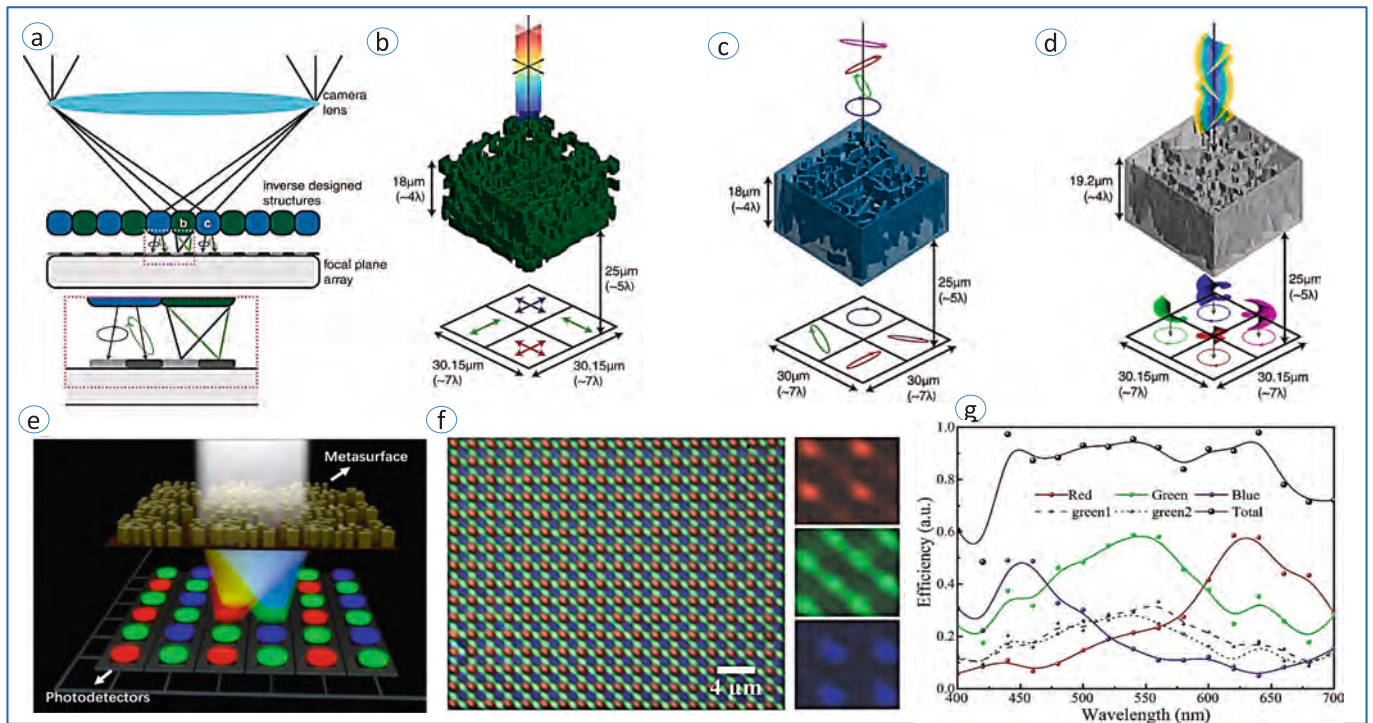 a
camera
lens
inverse designed
structures
b
c
focal plane
array
b
18μm
(~4λ)
25μm
(~5λ)
30.15μm
(~7λ)
30.15μm
(~7λ)
c
18μm
(~4λ)
25μm
(~5λ)
30μm
(~7λ)
30μm
(~7λ)
d
19.2μm
(~4λ)
25μm
(~5λ)
30.15μm
(~7λ)
30.15μm
(~7λ)
e
Metasurface
Photodetectors
f
4 μm
g
Efficiency (a.u.)
1.0
0.8
0.6
0.4
0.2
0.0
Red
Green
Blue
green1
green2
Total
400
450
500
550
600
650
700
Wavelength (nm)